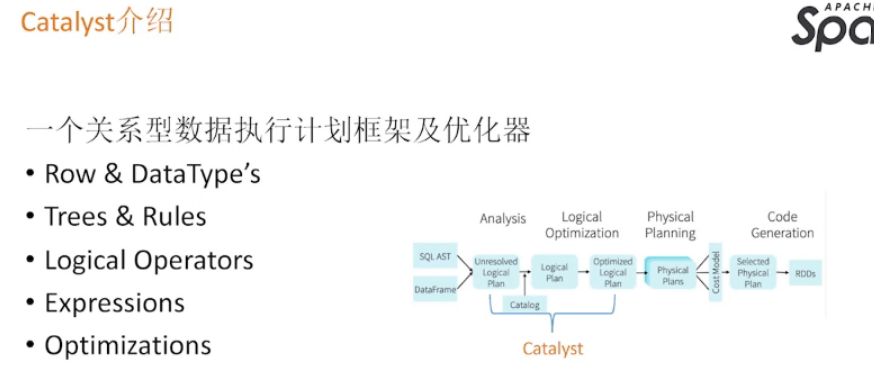 Catalyst介绍
APACHE
Spa
一个关系型数据执行计划框架及优化器
• Row & DataType's
• Trees & Rules
• Logical Operators
• Expressions
• Optimizations
Analysis
Logical
Optimization
Physical
Planning
Code
Generation
SQL AST
DataFrame
Unresolved
Logical
Plan
Catalog
Logical
Plan
Optimized
Logical
Plan
Physical
Plans
Cost Model
Selected
Physical
Plan
RDDs
Catalyst